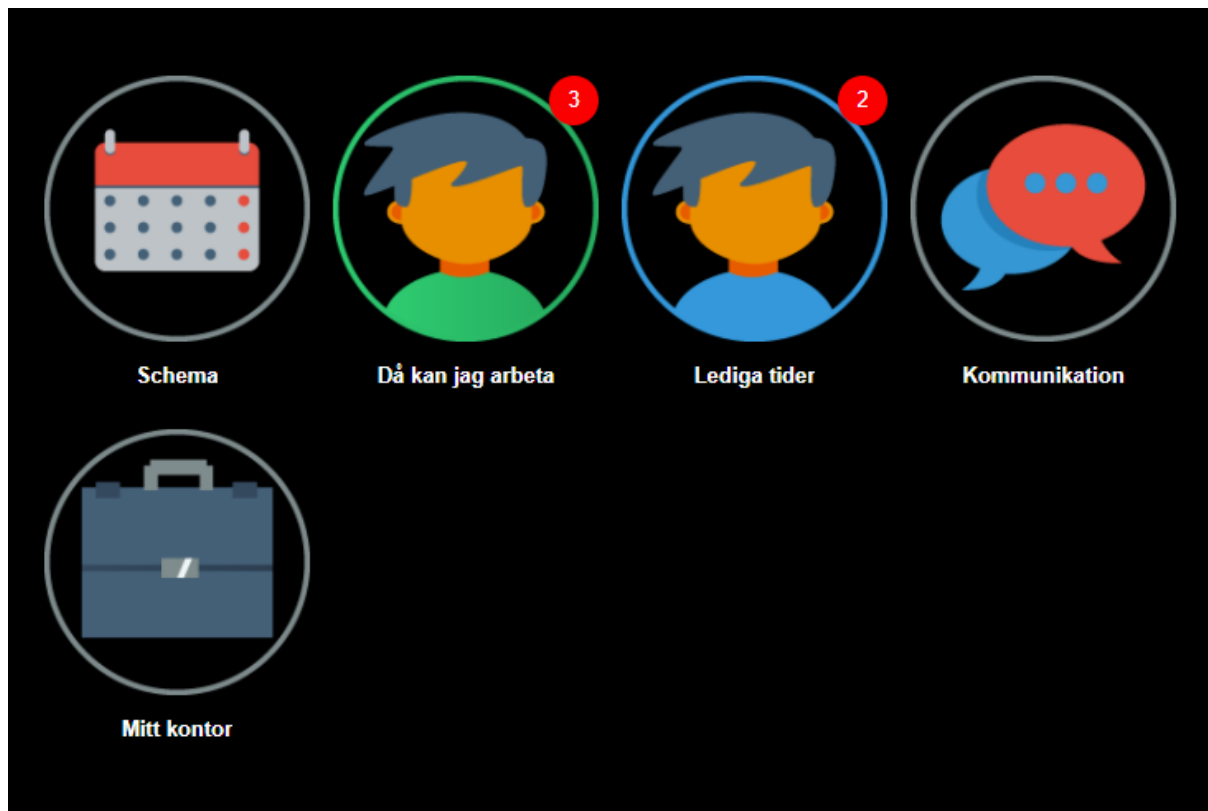 3
2
Schema
Då kan jag arbeta
Lediga tider
Kommunikation
Mitt kontor